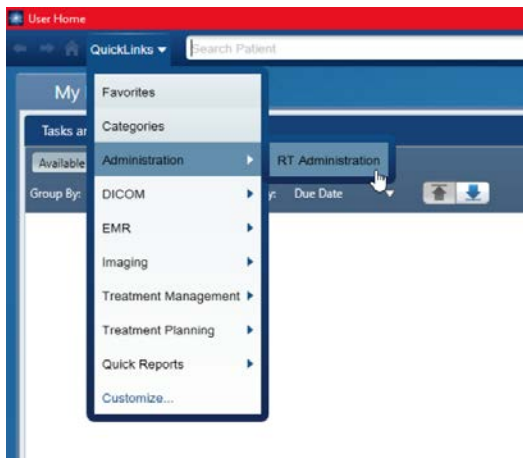 User Home
QuickLinks
Search Patient
My
Favorites
Categories
Tasks ar
Administration
RT Administration
Available
Group By:
y: Due Date
DICOM
EMR
Imaging
Treatment Management
Treatment Planning
Quick Reports
Customize...